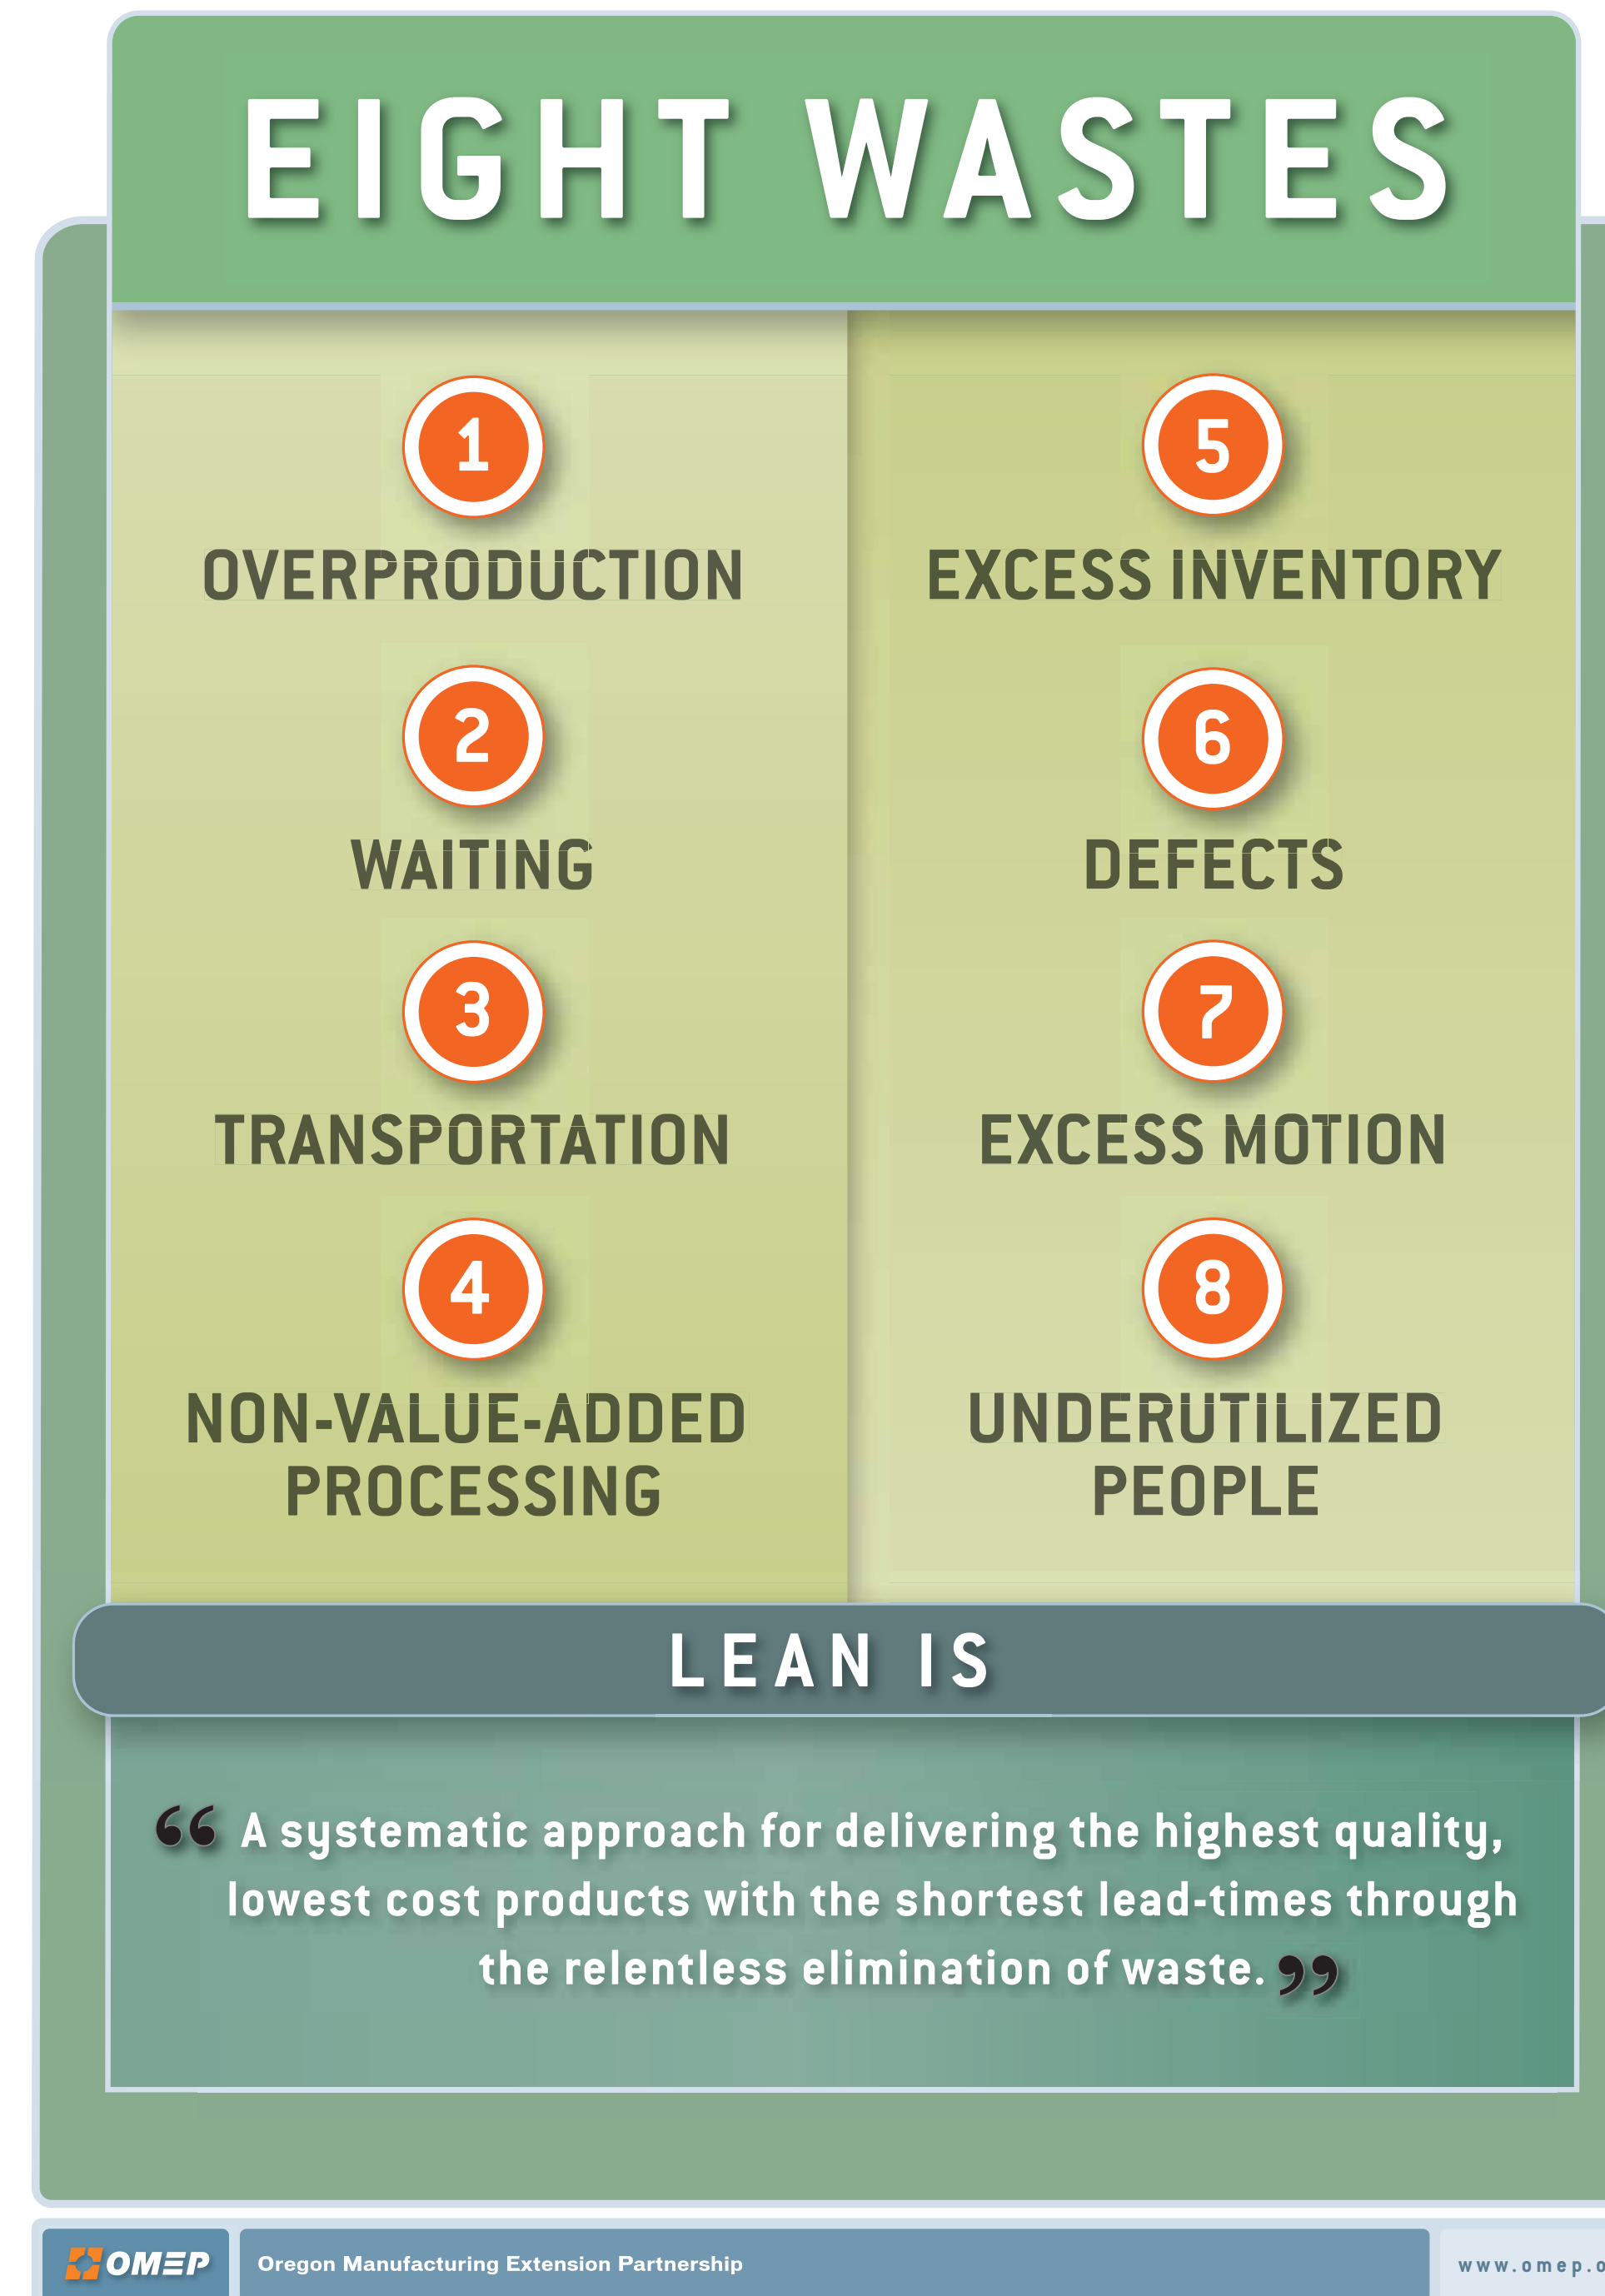 EIGHT WASTES
1
OVERPRODUCTION
2
WAITING
3
TRANSPORTATION
4
NON-VALUE-ADDED
PROCESSING
5
EXCESS INVENTORY
6
DEFECTS
7
EXCESS MOTION
8
UNDERUTILIZED
PEOPLE
LEAN IS
“ A systematic approach for delivering the highest quality,
lowest cost products with the shortest lead-times through
the relentless elimination of waste. ”
OMEP
Oregon Manufacturing Extension Partnership
www.omep.o